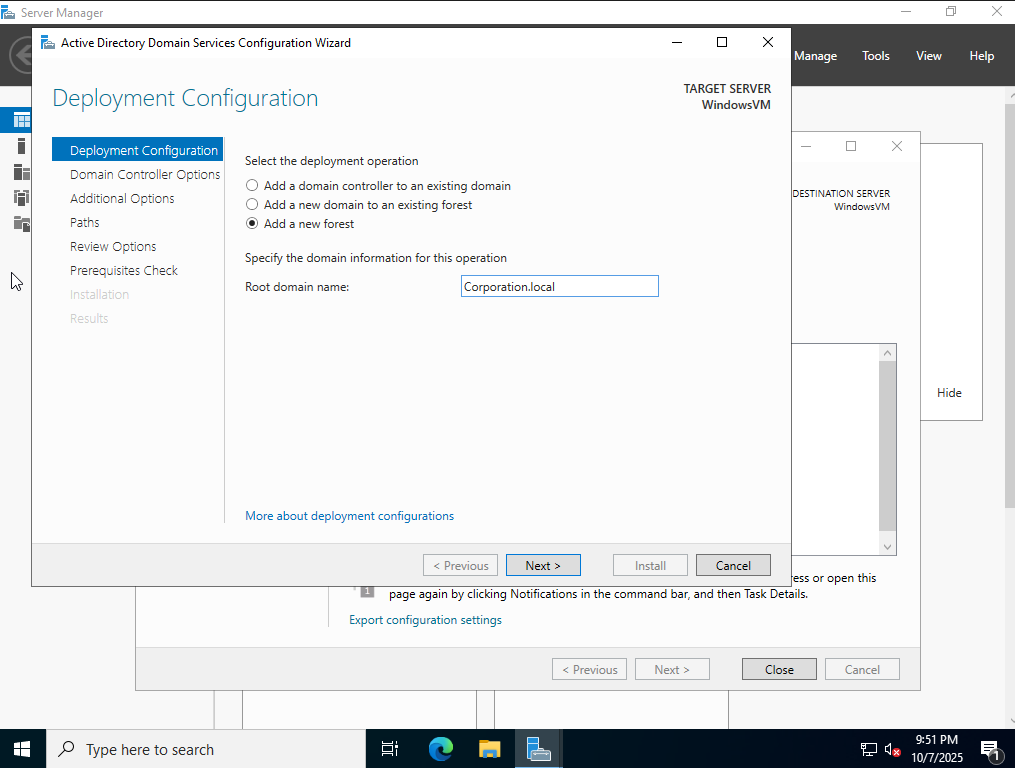 Server Manager
Active Directory Domain Services Configuration Wizard
Manage
Tools
View
Help
Deployment Configuration
TARGET SERVER
WindowsVM
Deployment Configuration
Domain Controller Options
Additional Options
Paths
Review Options
Prerequisites Check
Installation
Results
Select the deployment operation
Add a domain controller to an existing domain
Add a new domain to an existing forest
Add a new forest
Specify the domain information for this operation
Root domain name:
Corporation.local
More about deployment configurations
< Previous
Next >
Install
Cancel
DESTINATION SERVER
WindowsVM
Hide
or open this
1
page again by clicking Notifications in the command bar, and then Task Details.
Export configuration settings
< Previous
Next >
Close
Cancel
Type here to search
9:51 PM
10/7/2025
1